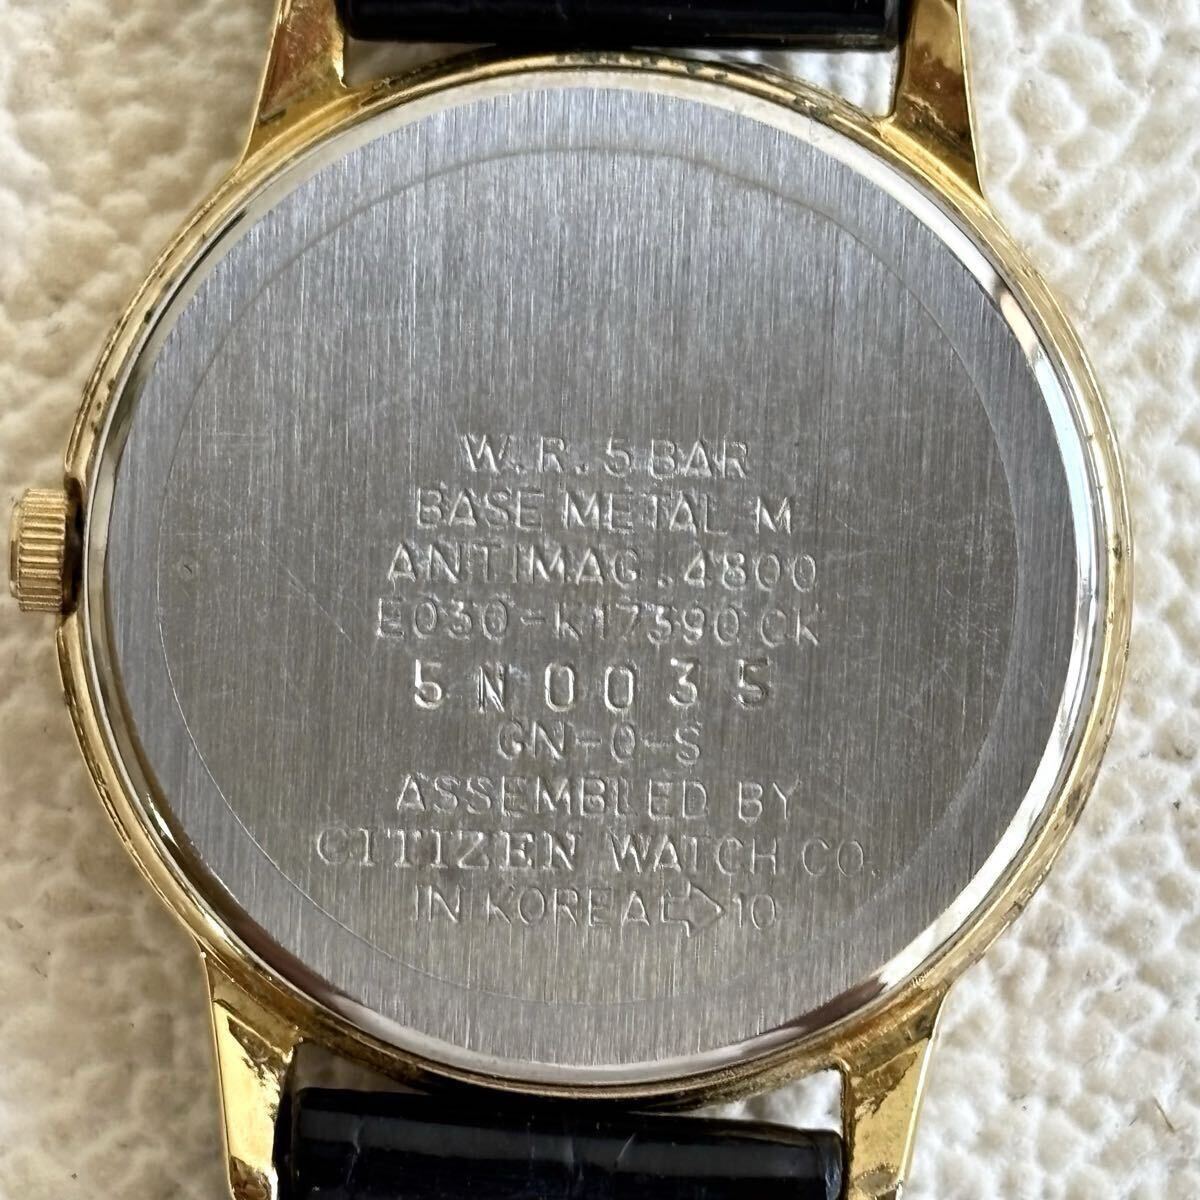 W.R. 5 BAR
BASE METAL M
ANTIMAG. 4800
E030-K17390 CK
5N0035
GN-0-S
ASSEMBLED BY
CITIZEN WATCH CO.
IN KOREA 10